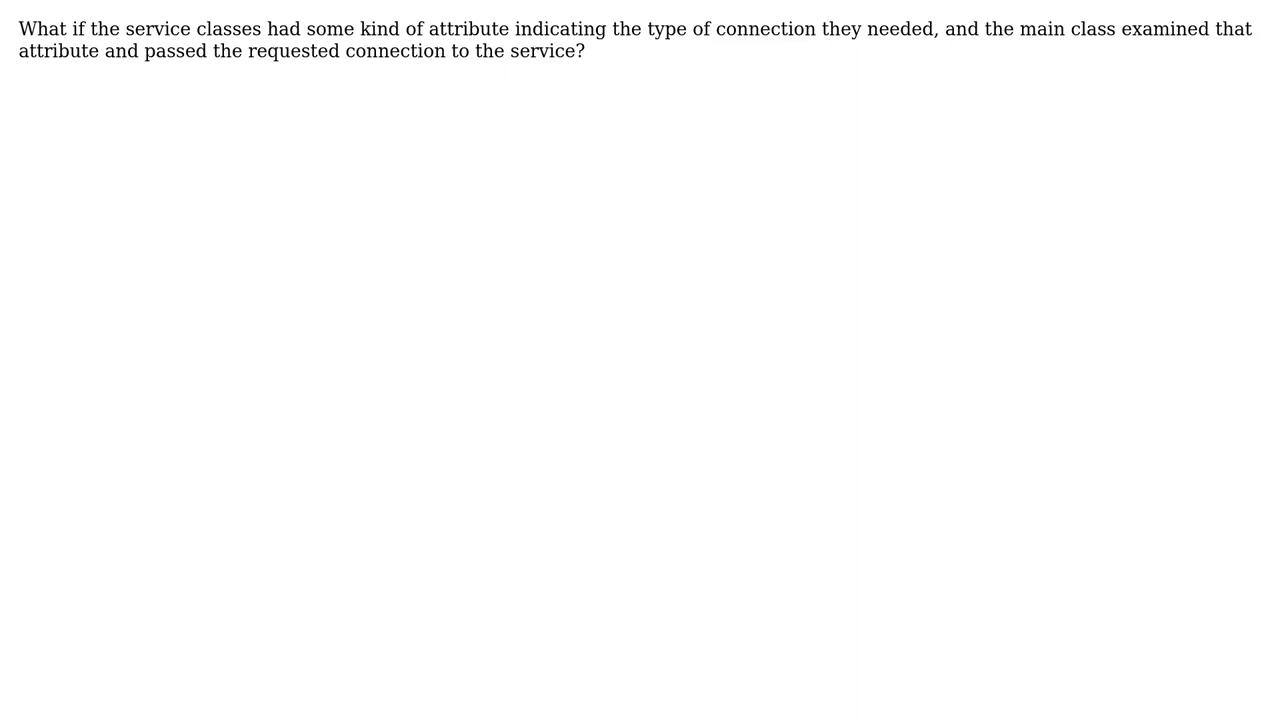 What if the service classes had some kind of attribute indicating the type of connection they needed, and the main class examined that
attribute and passed the requested connection to the service?